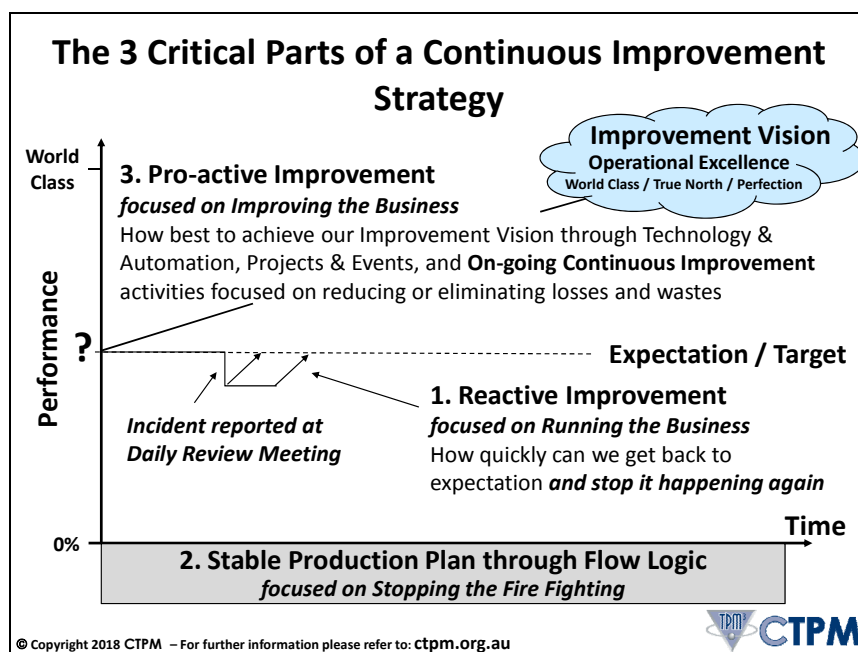 The 3 Critical Parts of a Continuous Improvement
Strategy
Improvement Vision
Operational Excellence
World Class / True North / Perfection
World
Class
3. Pro-active Improvement
focused on Improving the Business
How best to achieve our Improvement Vision through Technology &
Automation, Projects & Events, and On-going Continuous Improvement
activities focused on reducing or eliminating losses and wastes
Performance
?
Expectation / Target
1. Reactive Improvement
focused on Running the Business
How quickly can we get back to
expectation and stop it happening again
Incident reported at
Daily Review Meeting
Time
0%
2. Stable Production Plan through Flow Logic
focused on Stopping the Fire Fighting
© Copyright 2018 CTPM – For further information please refer to: ctpm.org.au
TPM3
CTPM